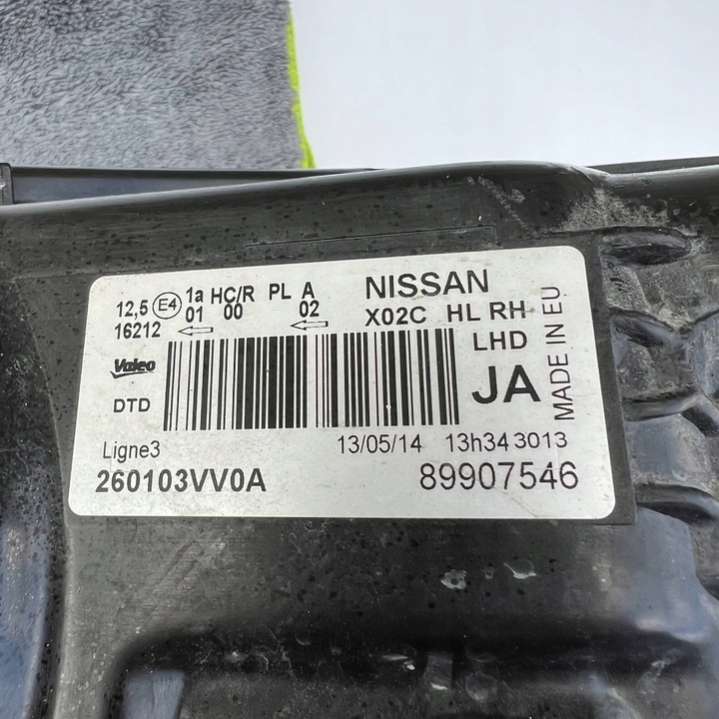 12,5 E4 1a HC/R PL A NISSAN
16212 01 00 02 X02C HL RH
Valeo LHD
DTD JA
MADE IN EU
Ligne3 13/05/14 13h34 3013
260103VV0A 89907546